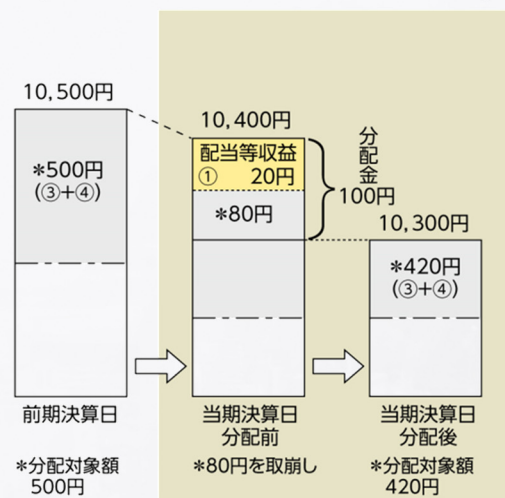 10,500円
*500円
(③+④)
前期決算日
*分配対象額
500円
10,400円
配当等収益
① 20円
*80円
分配金
100円
当期決算日
分配前
*80円を取崩し
10,300円
*420円
(③+④)
当期決算日
分配後
*分配対象額
420円